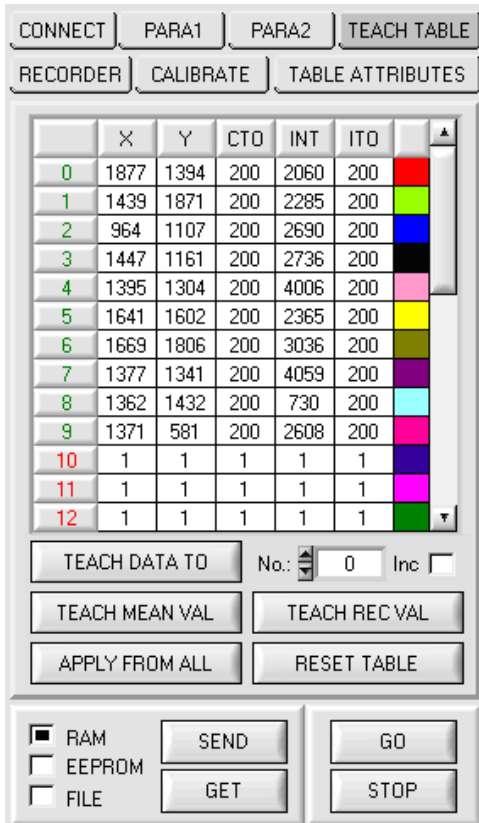 CONNECT PARA1 PARA2 TEACH TABLE
RECORDER CALIBRATE TABLE ATTRIBUTES
X Y CTO INT ITO
0 1877 1394 200 2060 200
1 1439 1871 200 2285 200
2 964 1107 200 2690 200
3 1447 1161 200 2736 200
4 1395 1304 200 4006 200
5 1641 1602 200 2365 200
6 1669 1806 200 3036 200
7 1377 1341 200 4059 200
8 1362 1432 200 730 200
9 1371 581 200 2608 200
10 1 1 1 1 1
11 1 1 1 1 1
12 1 1 1 1 1
TEACH DATA TO No.: 0 Inc
TEACH MEAN VAL TEACH REC VAL
APPLY FROM ALL RESET TABLE
RAM SEND GO
EEPROM
FILE GET STOP